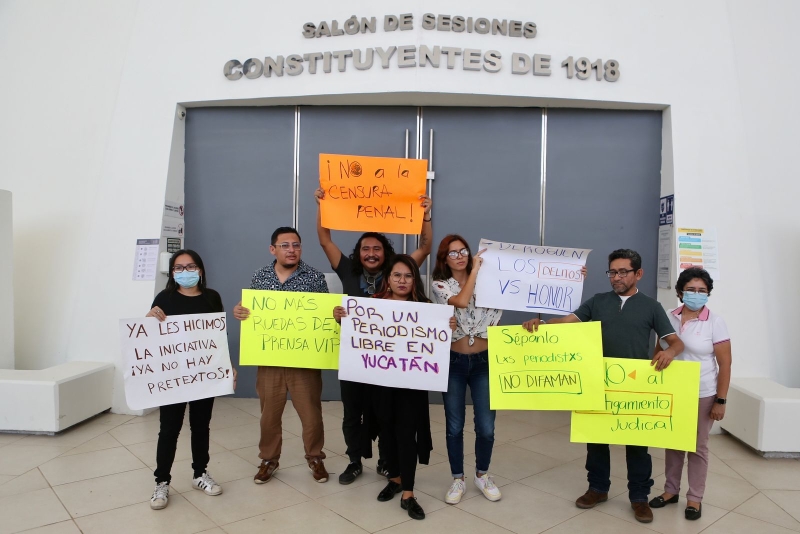 SALÓN DE SESIONES
CONSTITUYENTES DE 1918
¡NO a la
CENSURA
PENAL!
YA LES HICIMOS
LA INICIATIVA
¡YA NO HAY
PRETEXTOS!
NO MÁS
RUEDAS DE
PRENSA VIP
POR UN
PERIODISMO
LIBRE EN
YUCATÁN
DEROGUEN
LOS DELITOS
VS HONOR
Sépanlo
Lxs periodistxs
NO DIFAMAN
NO al
Judicial